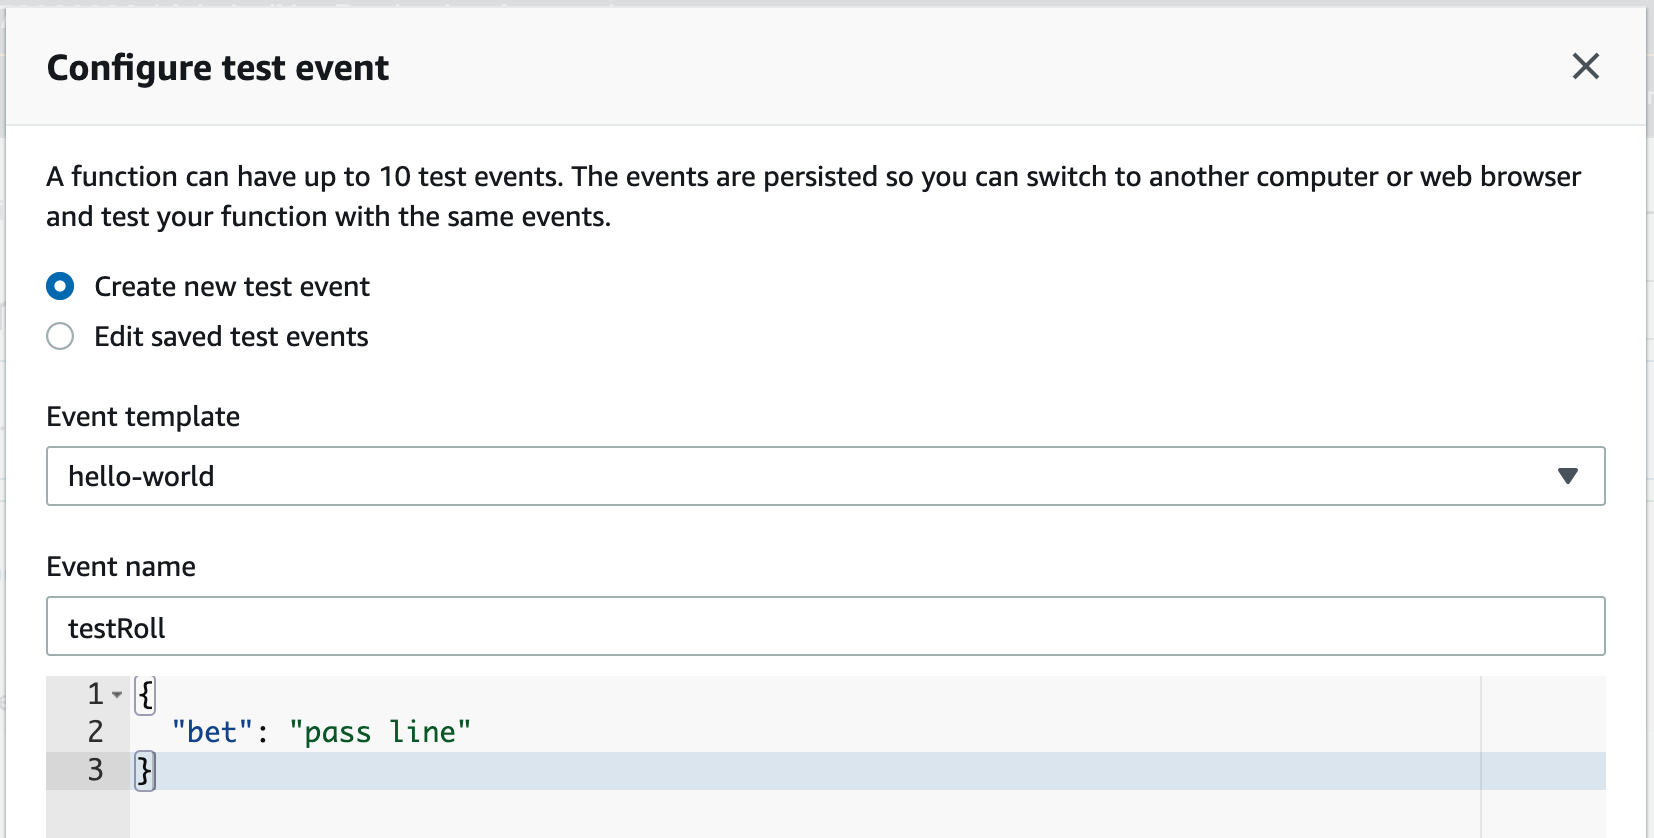 Configure test event
A function can have up to 10 test events. The events are persisted so you can switch to another computer or web browser
and test your function with the same events.
Create new test event
Edit saved test events
Event template
hello-world
Event name
testRoll
1 {
2 "bet": "pass line"
3 }